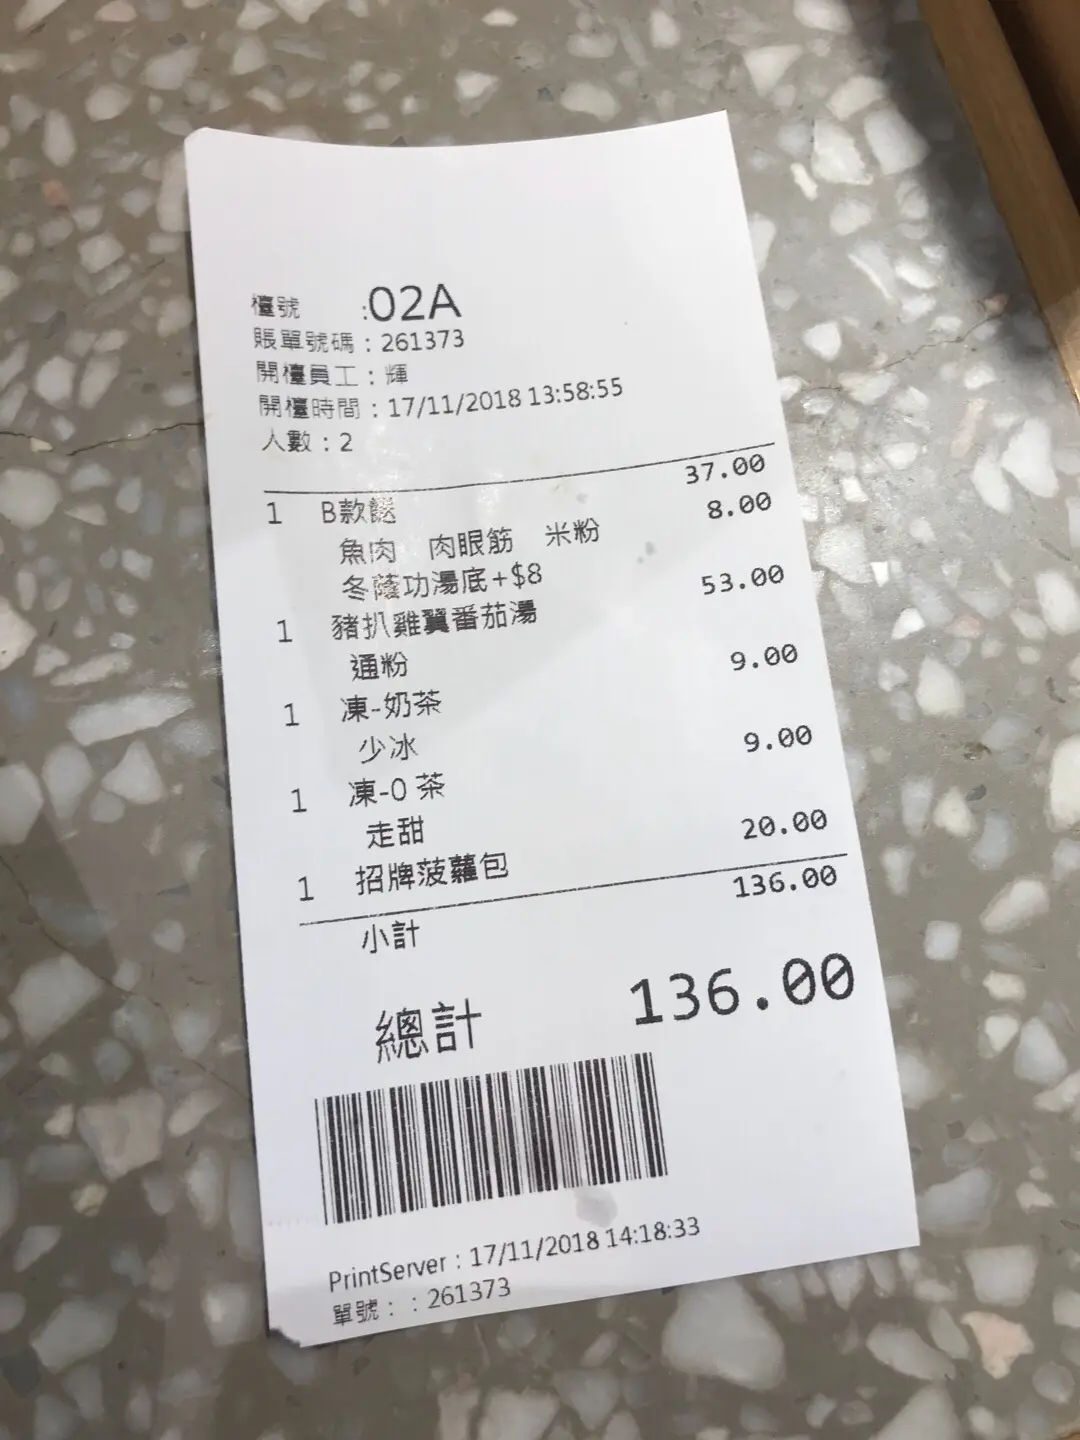 檯號 :02A
賬單號碼 : 261373
開檯員工 : 輝
開檯時間 : 17/11/2018 13:58:55
人數 : 2
1 B款餸 37.00
魚肉 肉眼筋 米粉 8.00
冬蔭功湯底+$8
1 豬扒雞翼番茄湯 53.00
通粉
1 凍-奶茶 9.00
少冰
1 凍-O 茶 9.00
走甜
1 招牌菠蘿包 20.00
小計 136.00
總計 136.00
PrintServer : 17/11/2018 14:18:33
單號 : : 261373